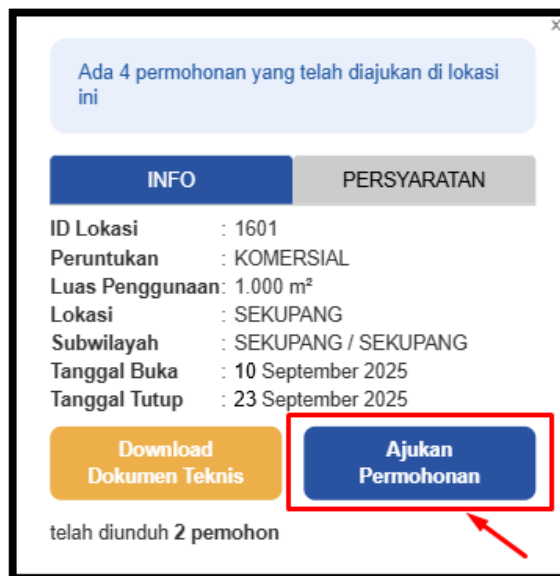 ×
Ada 4 permohonan yang telah diajukan di lokasi
ini
INFO PERSYARATAN
ID Lokasi : 1601
Peruntukan : KOMERSIAL
Luas Penggunaan: 1.000 m²
Lokasi : SEKUPANG
Subwilayah : SEKUPANG / SEKUPANG
Tanggal Buka : 10 September 2025
Tanggal Tutup : 23 September 2025
Download
Dokumen Teknis
Ajukan
Permohonan
telah diunduh 2 pemohon